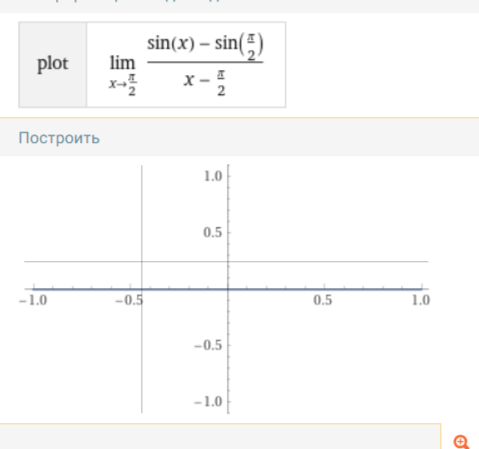 plot lim x→π/2 (sin(x) – sin(π/2)) / (x – π/2)
Построить
1.0
0.5
–1.0 –0.5 0.5 1.0
–0.5
–1.0